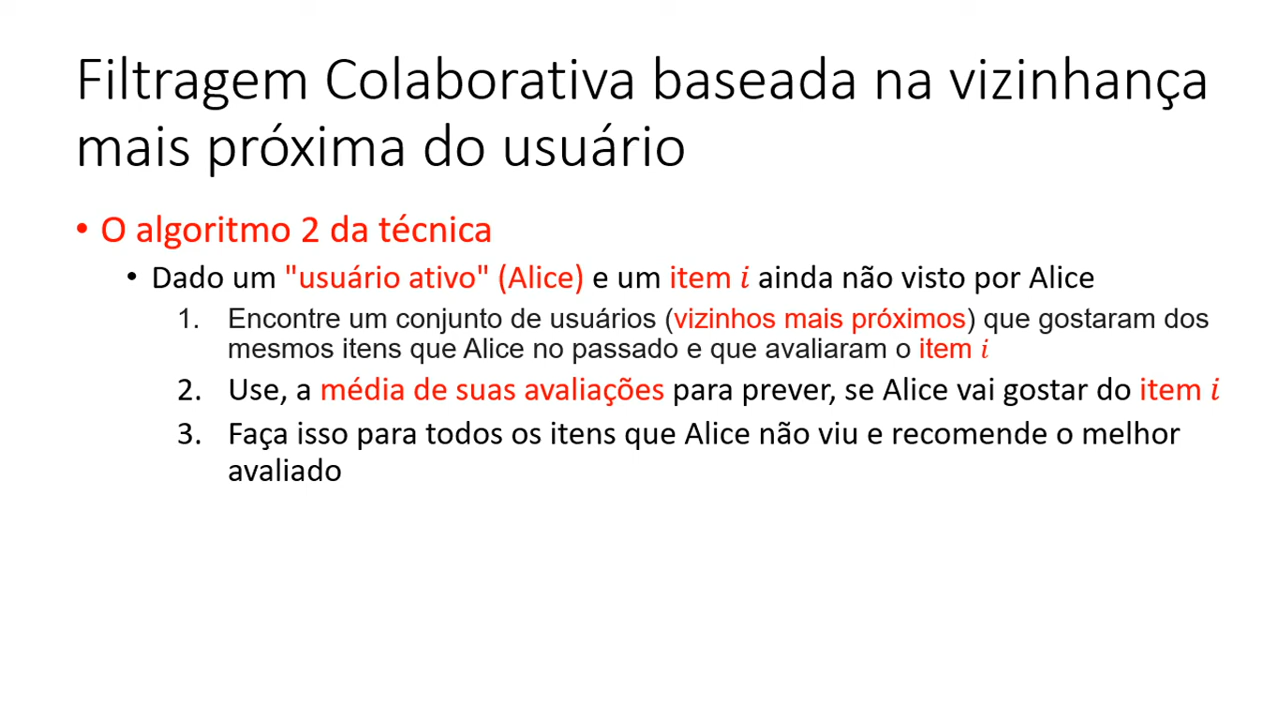 Filtragem Colaborativa baseada na vizinhança
mais próxima do usuário
• O algoritmo 2 da técnica
• Dado um "usuário ativo" (Alice) e um item i ainda não visto por Alice
1. Encontre um conjunto de usuários (vizinhos mais próximos) que gostaram dos
mesmos itens que Alice no passado e que avaliaram o item i
2. Use, a média de suas avaliações para prever, se Alice vai gostar do item i
3. Faça isso para todos os itens que Alice não viu e recomende o melhor
avaliado